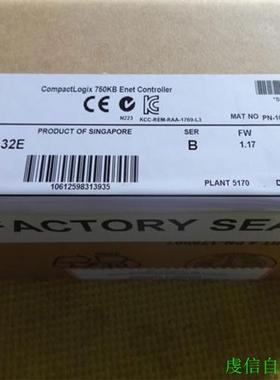 CompactLogix 750KB Enet Controller
CE N223 KCC-REM-RAA-1769-L3
MAT NO PN-1
32E
PRODUCT OF SINGAPORE
SER
B
FW
1.17
10612598313935
PLANT 5170
D
FACTORY SEA
虔信自